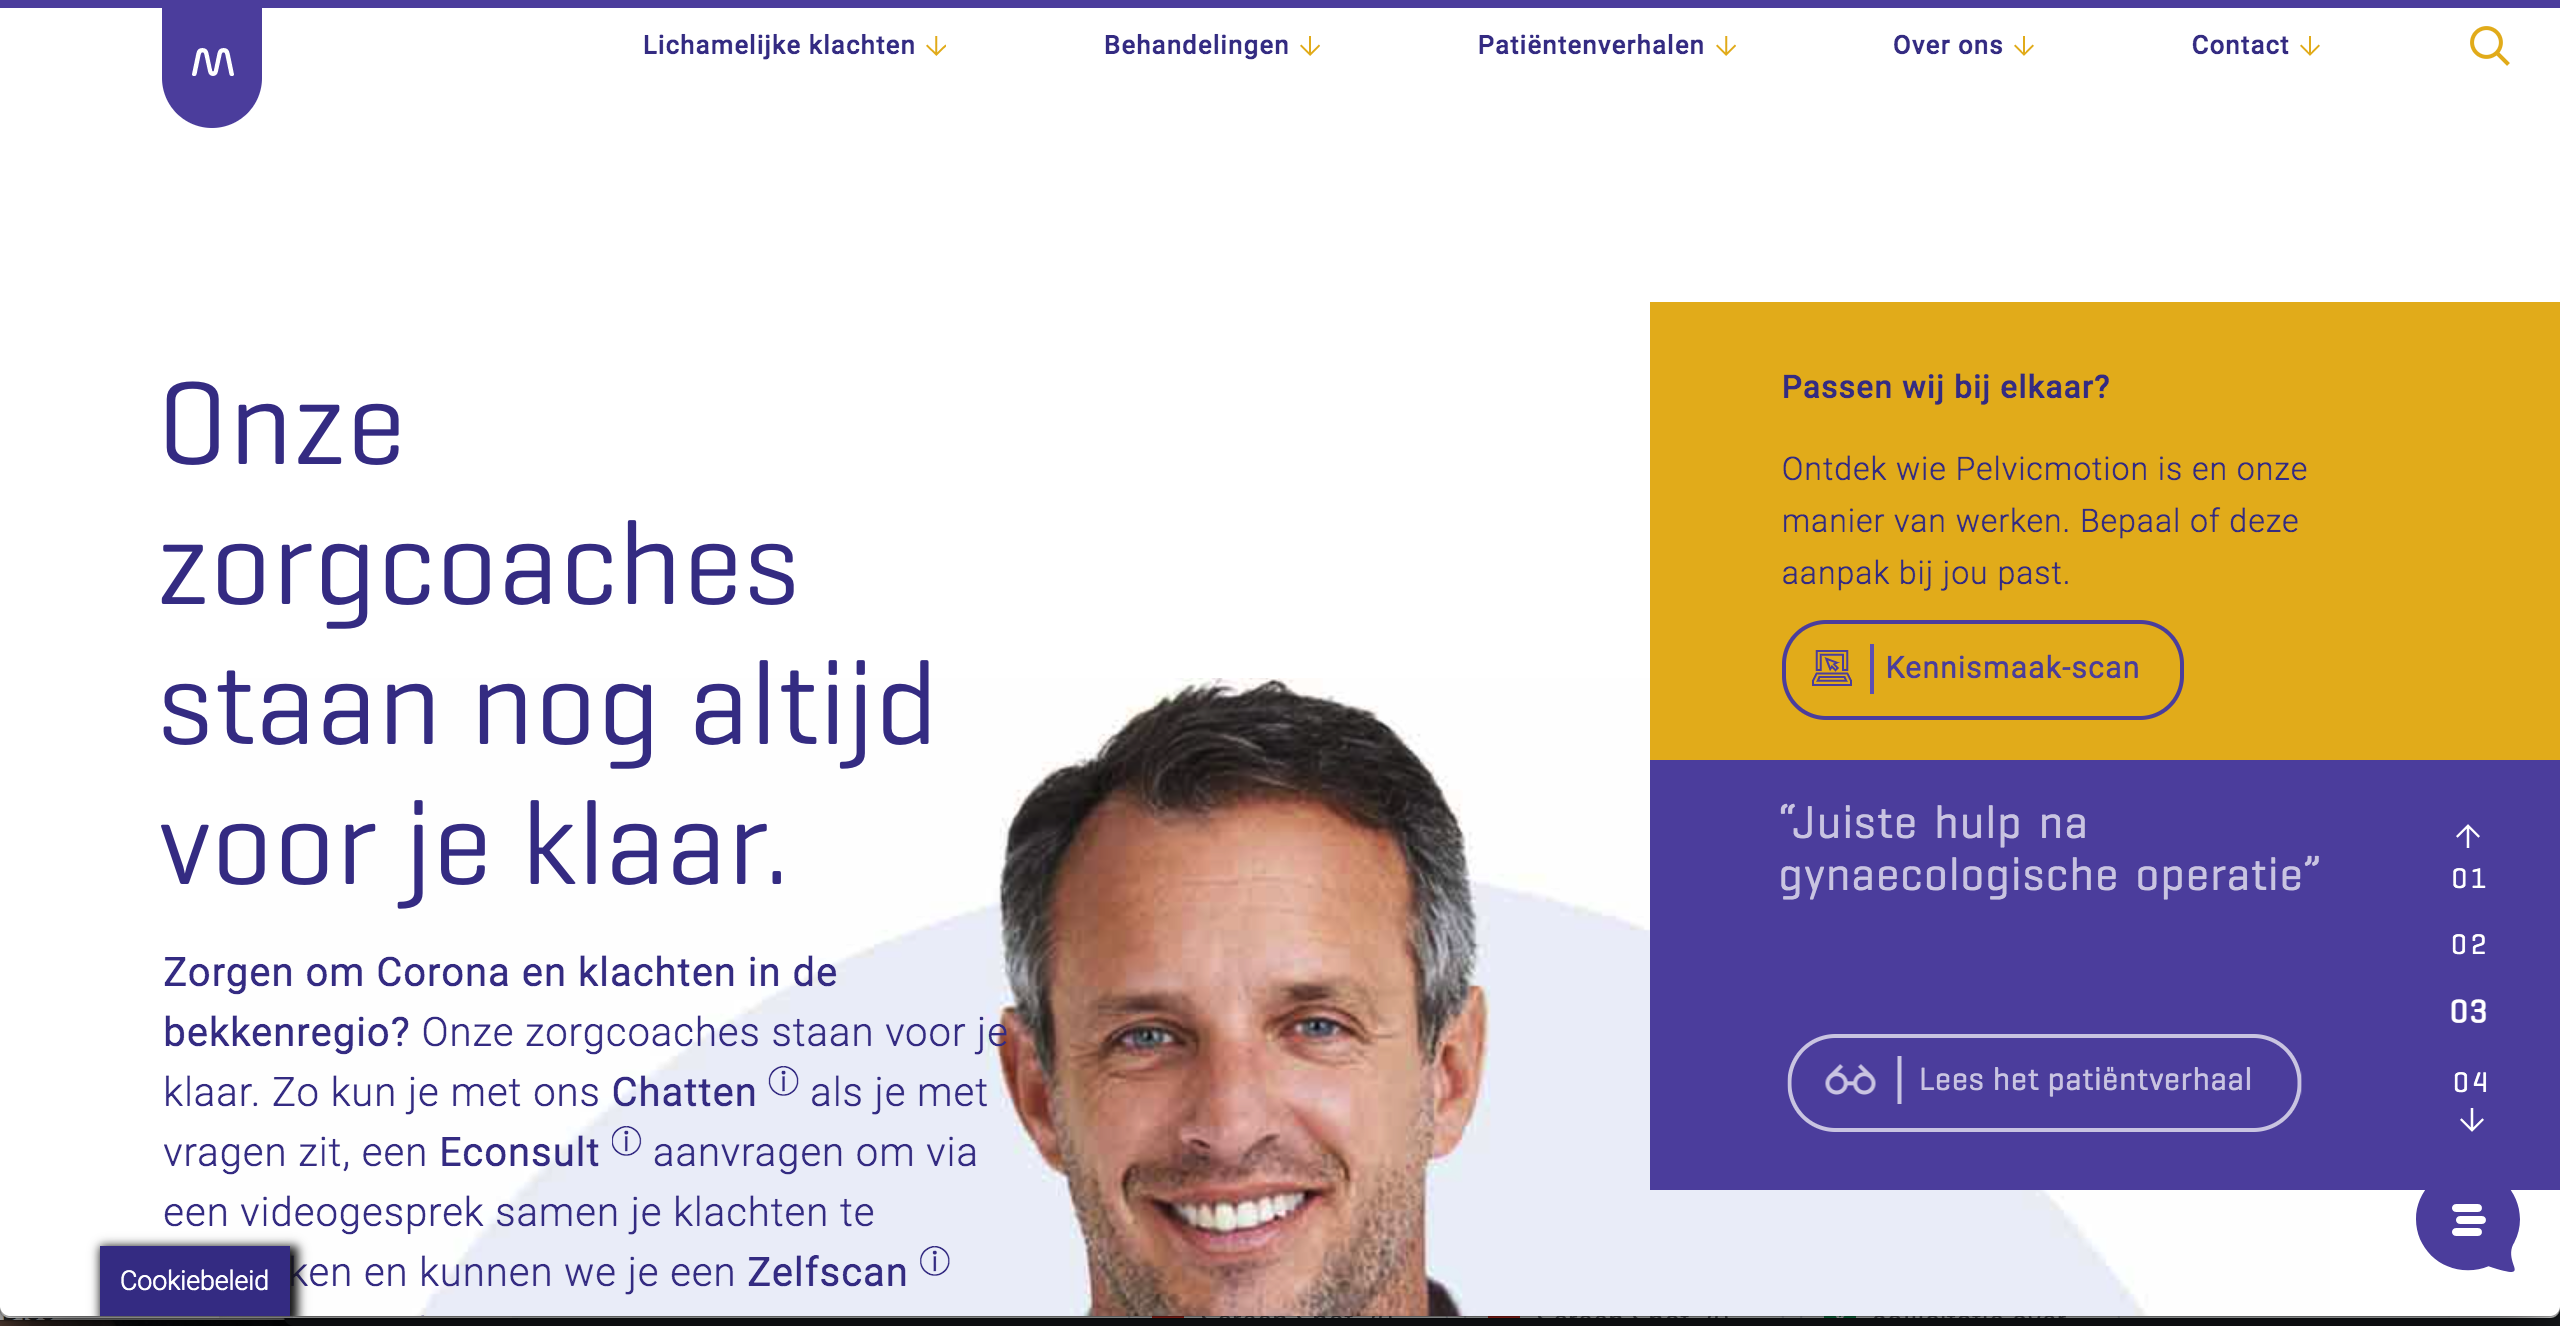 Lichamelijke klachten
Behandelingen
Patiëntenverhalen
Over ons
Contact
Onze
zorgcoaches
staan nog altijd
voor je klaar.
Zorgen om Corona en klachten in de
bekkenregio? Onze zorgcoaches staan voor je
klaar. Zo kun je met ons Chatten ⓘ als je met
vragen zit, een Econsult ⓘ aanvragen om via
een videogesprek samen je klachten te
en kunnen we je een Zelfscan ⓘ
Cookiebeleid
Passen wij bij elkaar?
Ontdek wie Pelvicmotion is en onze
manier van werken. Bepaal of deze
aanpak bij jou past.
Kennismaak-scan
“Juiste hulp na
gynaecologische operatie”
Lees het patiëntverhaal
01
02
03
04